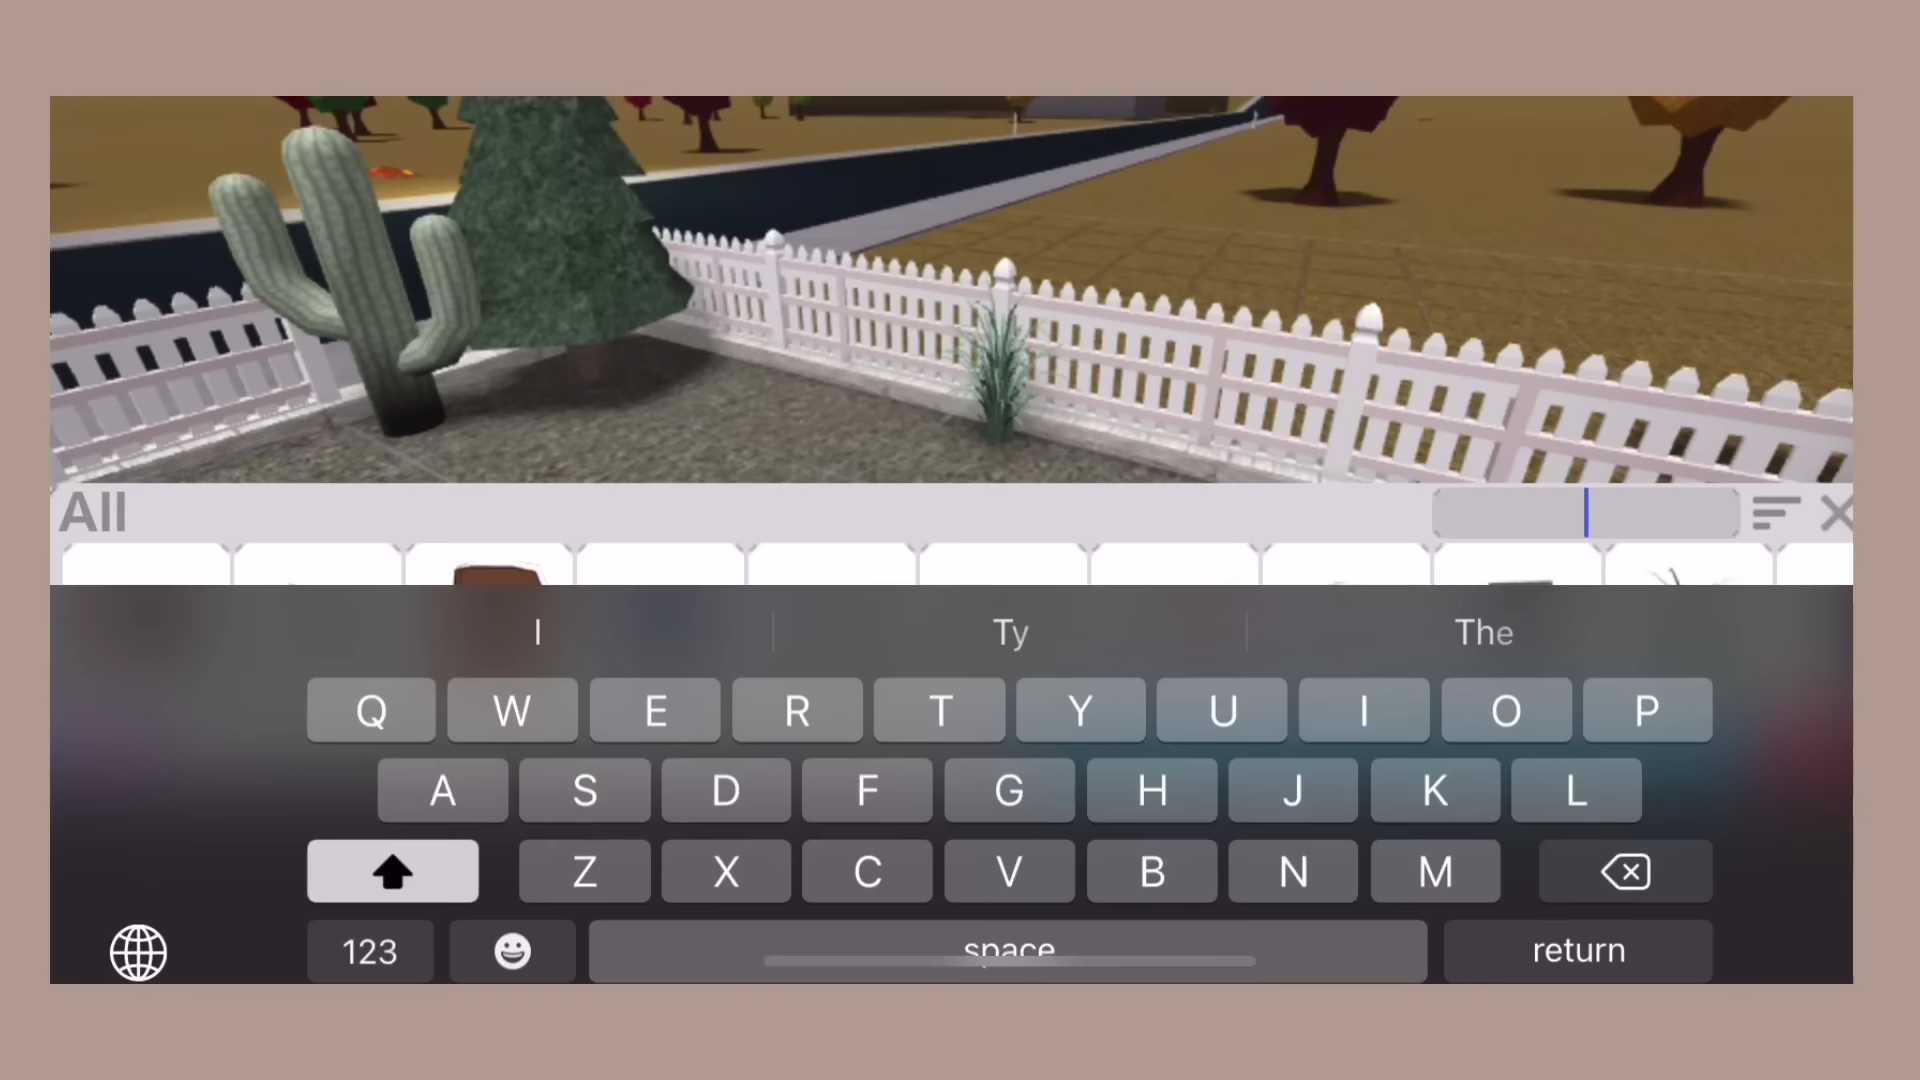 All
I Ty The
Q W E R T Y U I O P
A S D F G H J K L
Z X C V B N M
123 space return